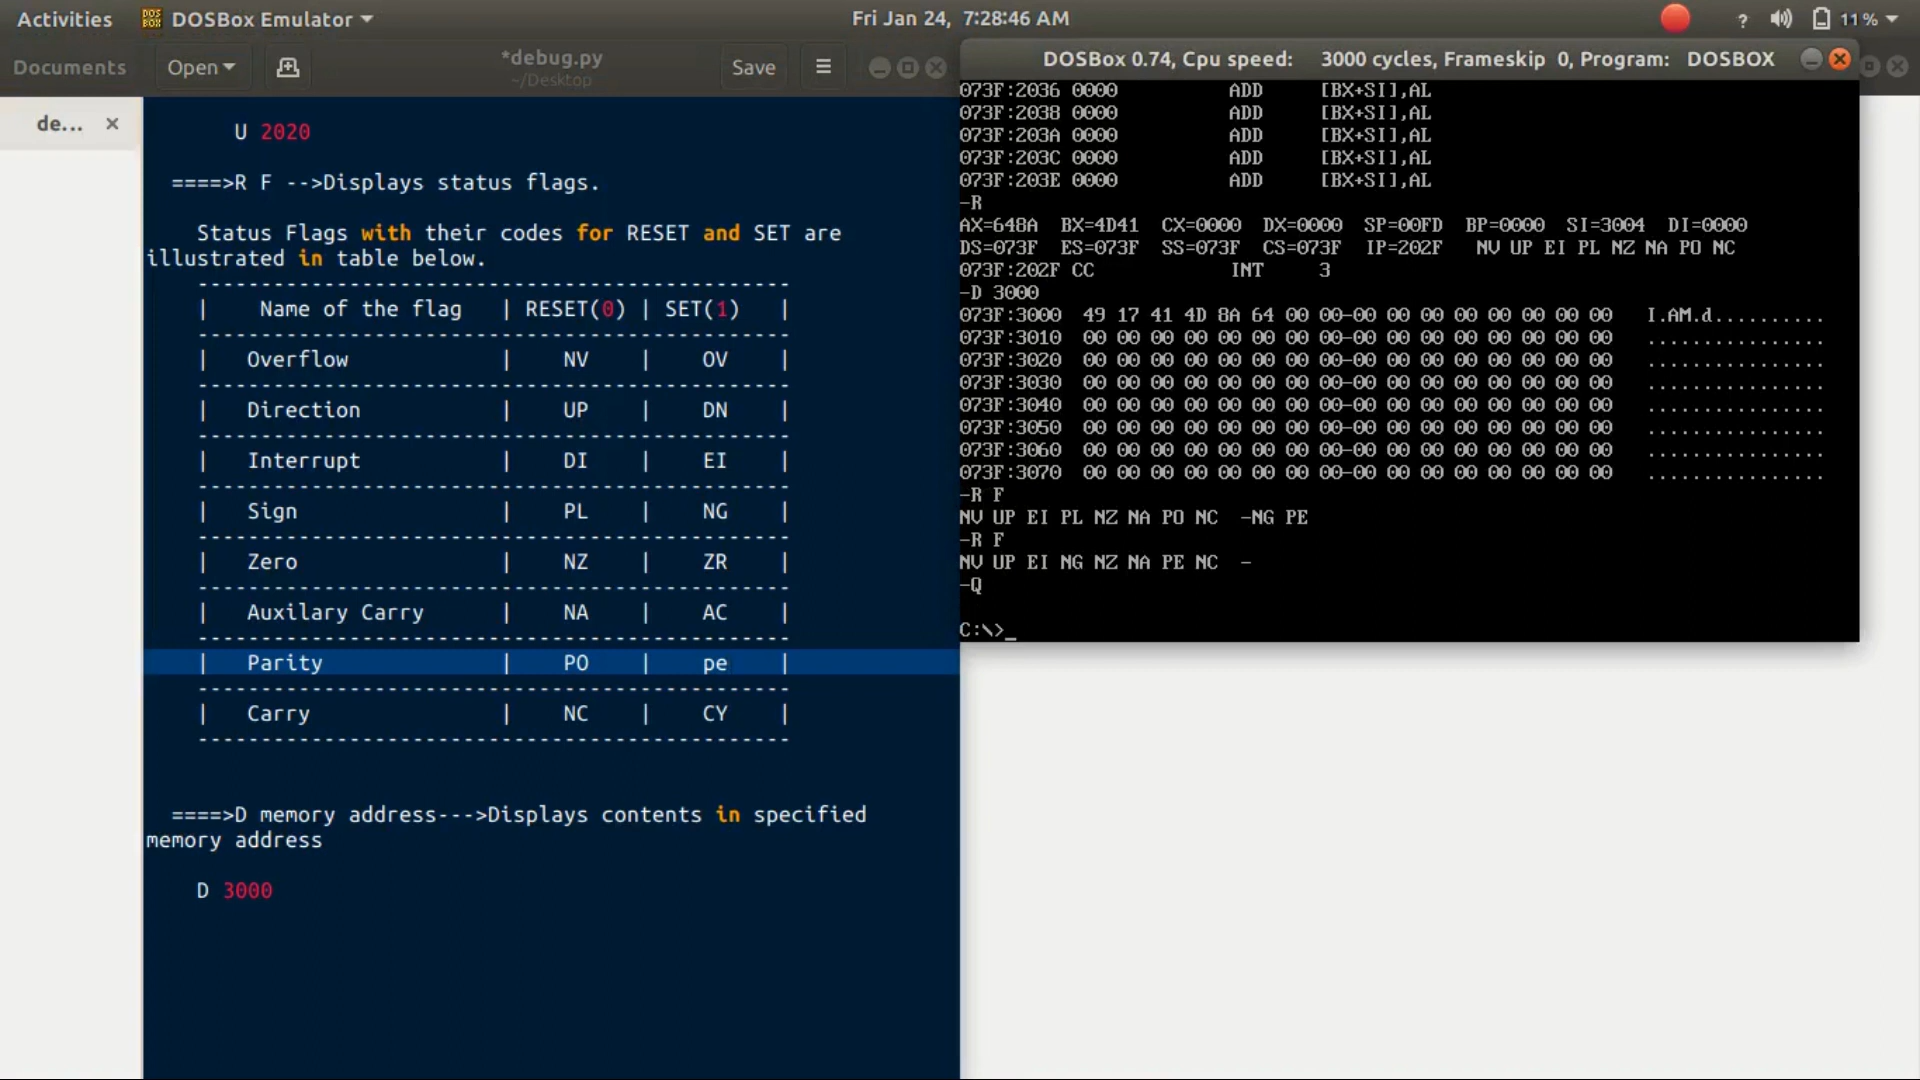 Activities DOSBox Emulator Fri Jan 24, 7:28:46 AM ? 11%
Documents Open *debug.py Save
~/Desktop
de... ×
U 2020
====>R F -->Displays status flags.
Status Flags with their codes for RESET and SET are
illustrated in table below.
-----------------------------------------------
| Name of the flag | RESET(0) | SET(1) |
-----------------------------------------------
| Overflow | NV | OV |
-----------------------------------------------
| Direction | UP | DN |
-----------------------------------------------
| Interrupt | DI | EI |
-----------------------------------------------
| Sign | PL | NG |
-----------------------------------------------
| Zero | NZ | ZR |
-----------------------------------------------
| Auxilary Carry | NA | AC |
-----------------------------------------------
| Parity | PO | pe |
-----------------------------------------------
| Carry | NC | CY |
-----------------------------------------------
====>D memory address--->Displays contents in specified
memory address
D 3000
DOSBox 0.74, Cpu speed: 3000 cycles, Frameskip 0, Program: DOSBOX
073F:2036 0000 ADD [BX+SI],AL
073F:2038 0000 ADD [BX+SI],AL
073F:203A 0000 ADD [BX+SI],AL
073F:203C 0000 ADD [BX+SI],AL
073F:203E 0000 ADD [BX+SI],AL
-R
AX=648A BX=4D41 CX=0000 DX=0000 SP=00FD BP=0000 SI=3004 DI=0000
DS=073F ES=073F SS=073F CS=073F IP=202F NV UP EI PL NZ NA PO NC
073F:202F CC INT 3
-D 3000
073F:3000 49 17 41 4D 8A 64 00 00-00 00 00 00 00 00 00 00 I.AM.d..........
073F:3010 00 00 00 00 00 00 00 00-00 00 00 00 00 00 00 00 ................
073F:3020 00 00 00 00 00 00 00 00-00 00 00 00 00 00 00 00 ................
073F:3030 00 00 00 00 00 00 00 00-00 00 00 00 00 00 00 00 ................
073F:3040 00 00 00 00 00 00 00 00-00 00 00 00 00 00 00 00 ................
073F:3050 00 00 00 00 00 00 00 00-00 00 00 00 00 00 00 00 ................
073F:3060 00 00 00 00 00 00 00 00-00 00 00 00 00 00 00 00 ................
073F:3070 00 00 00 00 00 00 00 00-00 00 00 00 00 00 00 00 ................
-R F
NV UP EI PL NZ NA PO NC -NG PE
-R F
NV UP EI NG NZ NA PE NC -
-Q
C:\>_